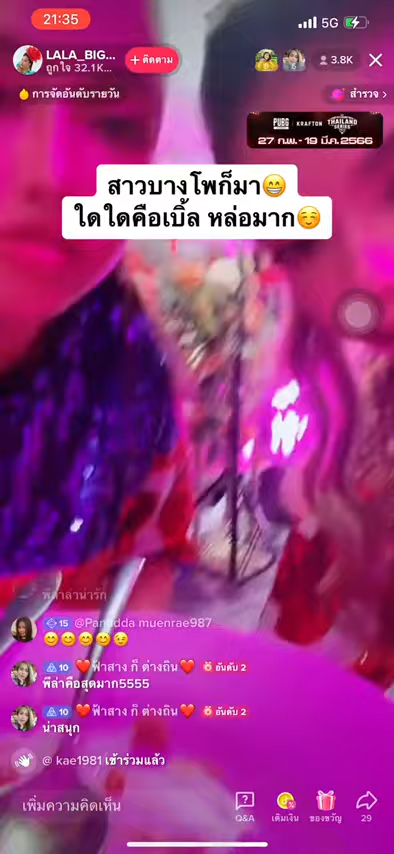 21:35
5G
LALA_BIG...
ถูกใจ 32.1K...
+ ติดตาม
3.8K
การจัดอันดับรายวัน
สำรวจ >
PUBG KRAFTON THAILAND SERIES
27 ก.พ.- 19 มี.ค.2566
สาวบางโพก็มา😁
ใดใดคือเบิ้ล หล่อมาก☺️
พี่ลาล่าน่ารัก
15 @Panadda muenrae987
😊😊😊😊😉
10 ❤️ฟ้าสาง ก็ ต่างถิน❤️ อันดับ 2
พีล่าคือสุดมาก5555
10 ❤️ฟ้าสาง ก็ ต่างถิน❤️ อันดับ 2
น่าสนุก
@ kae1981 เข้าร่วมแล้ว
เพิ่มความคิดเห็น
Q&A
เติมเงิน
ของขวัญ
29